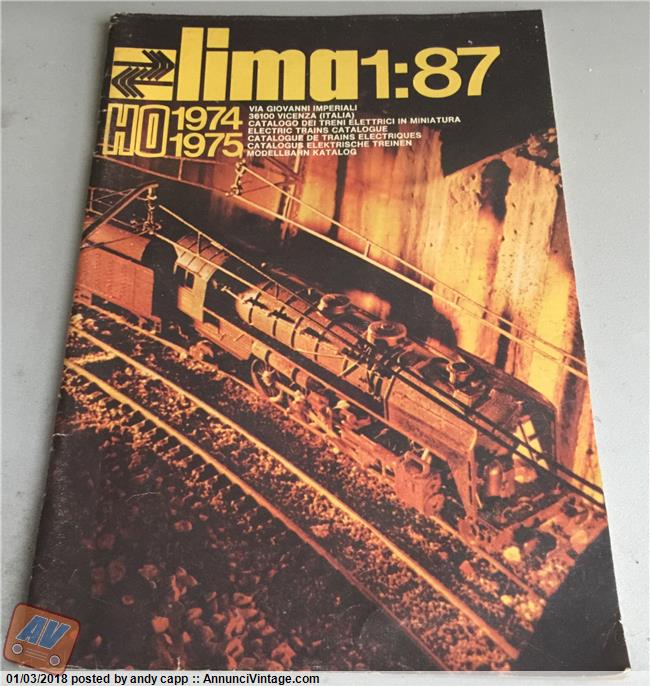 lima 1:87
HO 1974
1975
VIA GIOVANNI IMPERIALI
36100 VICENZA (ITALIA)
CATALOGO DEI TRENI ELETTRICI IN MINIATURA
ELECTRIC TRAINS CATALOGUE
CATALOGUE DE TRAINS ELECTRIQUES
CATALOGUS ELEKTRISCHE TREINEN
MODELLBAHN KATALOG
AV
01/03/2018 posted by andy capp :: AnnunciVintage.com